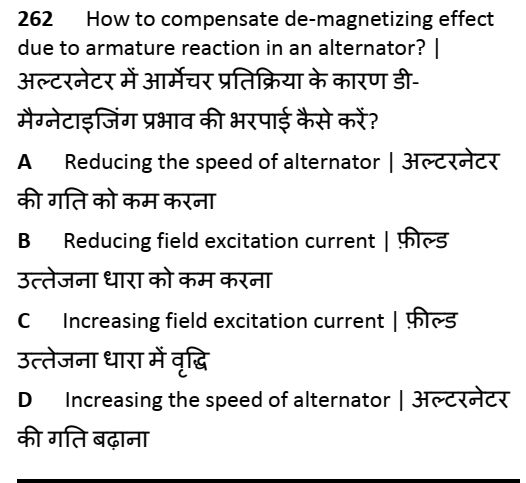 262 How to compensate de-magnetizing effect
due to armature reaction in an alternator? |
अल्टरनेटर में आर्मेचर प्रतिक्रिया के कारण डी-
मैग्नेटाइजिंग प्रभाव की भरपाई कैसे करें?
A Reducing the speed of alternator | अल्टरनेटर
की गति को कम करना
B Reducing field excitation current | फ़ील्ड
उत्तेजना धारा को कम करना
C Increasing field excitation current | फ़ील्ड
उत्तेजना धारा में वृद्धि
D Increasing the speed of alternator | अल्टरनेटर
की गति बढ़ाना